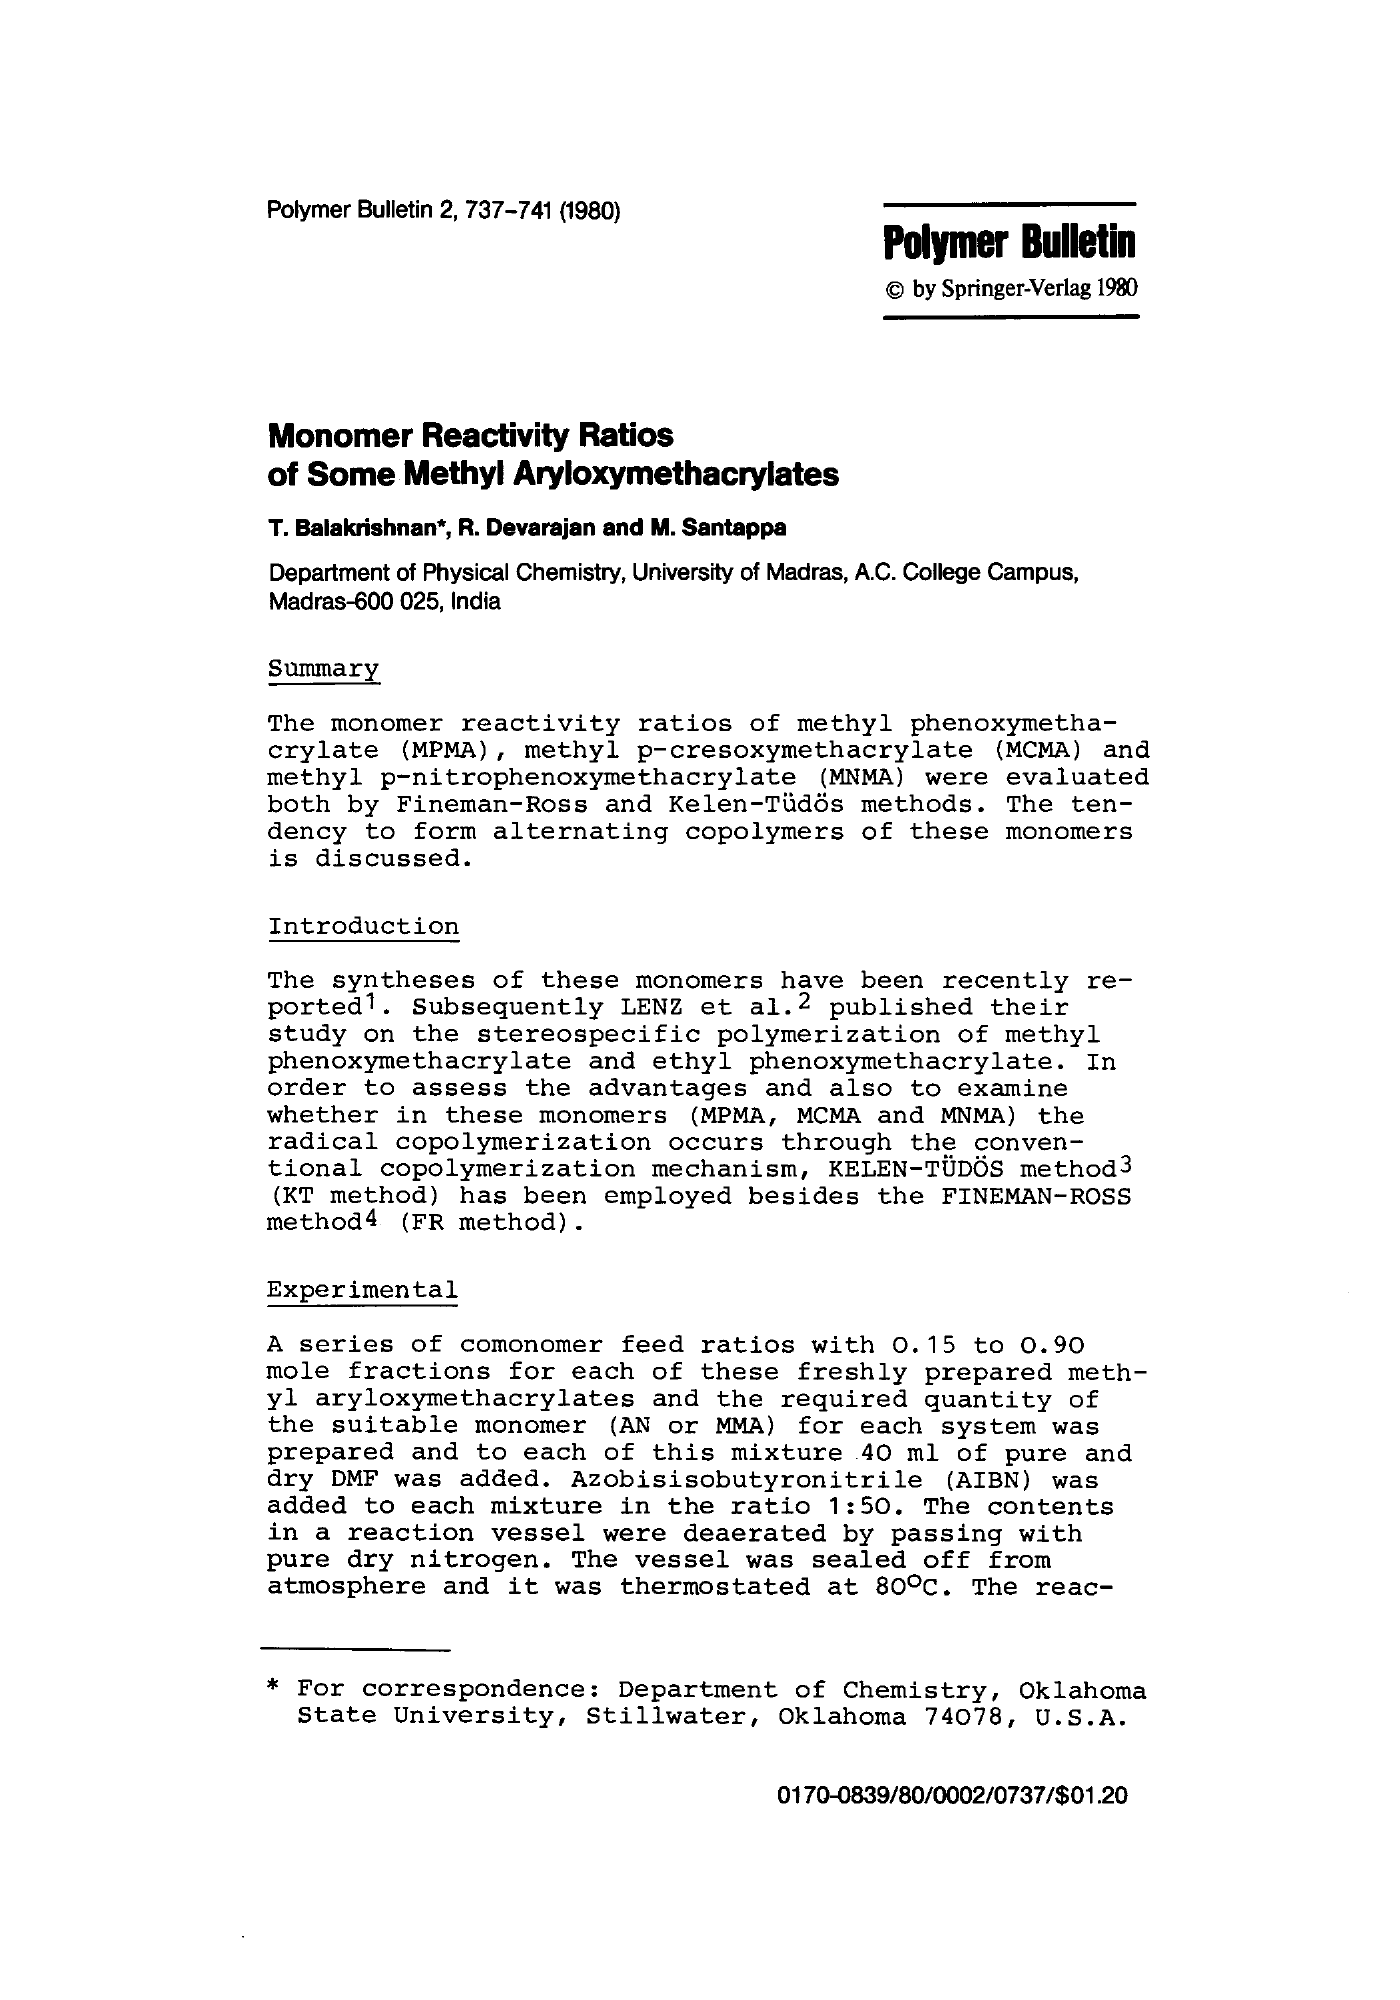 Polymer Bulletin 2, 737–741 (1980)
Polymer Bulletin
© by Springer-Verlag 1980
Monomer Reactivity Ratios
of Some Methyl Aryloxymethacrylates
T. Balakrishnan*, R. Devarajan and M. Santappa
Department of Physical Chemistry, University of Madras, A.C. College Campus,
Madras-600 025, India
Summary
The monomer reactivity ratios of methyl phenoxymetha-
crylate (MPMA), methyl p-cresoxymethacrylate (MCMA) and
methyl p-nitrophenoxymethacrylate (MNMA) were evaluated
both by Fineman-Ross and Kelen-Tüdös methods. The ten-
dency to form alternating copolymers of these monomers
is discussed.
Introduction
The syntheses of these monomers have been recently re-
ported1. Subsequently LENZ et al.2 published their
study on the stereospecific polymerization of methyl
phenoxymethacrylate and ethyl phenoxymethacrylate. In
order to assess the advantages and also to examine
whether in these monomers (MPMA, MCMA and MNMA) the
radical copolymerization occurs through the conven-
tional copolymerization mechanism, KELEN-TÜDÖS method3
(KT method) has been employed besides the FINEMAN-ROSS
method4 (FR method).
Experimental
A series of comonomer feed ratios with 0.15 to 0.90
mole fractions for each of these freshly prepared meth-
yl aryloxymethacrylates and the required quantity of
the suitable monomer (AN or MMA) for each system was
prepared and to each of this mixture 40 ml of pure and
dry DMF was added. Azobisisobutyronitrile (AIBN) was
added to each mixture in the ratio 1:50. The contents
in a reaction vessel were deaerated by passing with
pure dry nitrogen. The vessel was sealed off from
atmosphere and it was thermostated at 80°C. The reac-
* For correspondence: Department of Chemistry, Oklahoma
State University, Stillwater, Oklahoma 74078, U.S.A.
0170-0839/80/0002/0737/$01.20